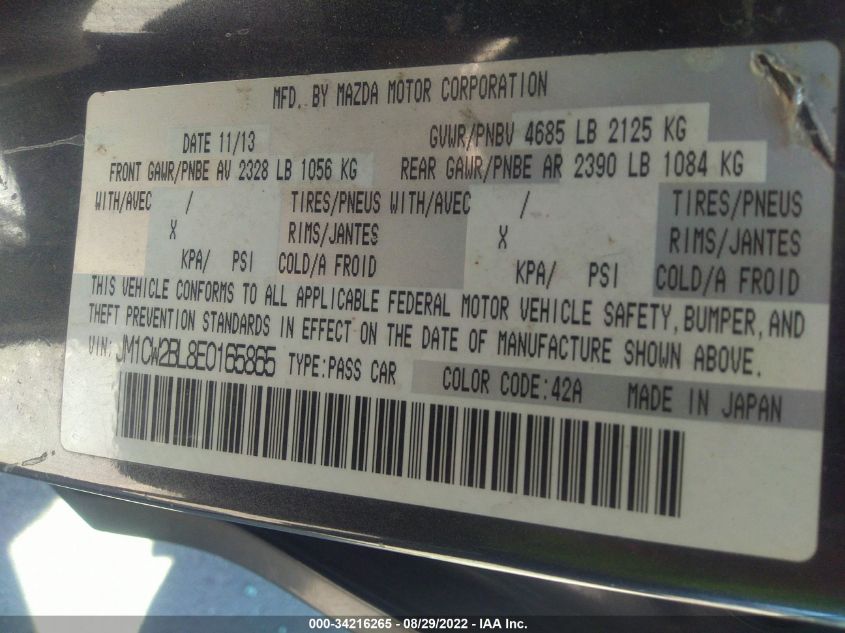 MFD. BY MAZDA MOTOR CORPORATION
DATE 11/13 GVWR/PNBV 4685 LB 2125 KG
FRONT GAWR/PNBE AV 2328 LB 1056 KG REAR GAWR/PNBE AR 2390 LB 1084 KG
WITH/AVEC / TIRES/PNEUS WITH/AVEC / TIRES/PNEUS
X RIMS/JANTES X RIMS/JANTES
KPA/ PSI COLD/A FROID KPA/ PSI COLD/A FROID
THIS VEHICLE CONFORMS TO ALL APPLICABLE FEDERAL MOTOR VEHICLE SAFETY, BUMPER, AND
THEFT PREVENTION STANDARDS IN EFFECT ON THE DATE OF MANUFACTURE SHOWN ABOVE.
VIN: JM1CW2BL8E0165865 TYPE:PASS CAR COLOR CODE:42A MADE IN JAPAN
000-34216265 - 08/29/2022 - IAA Inc.